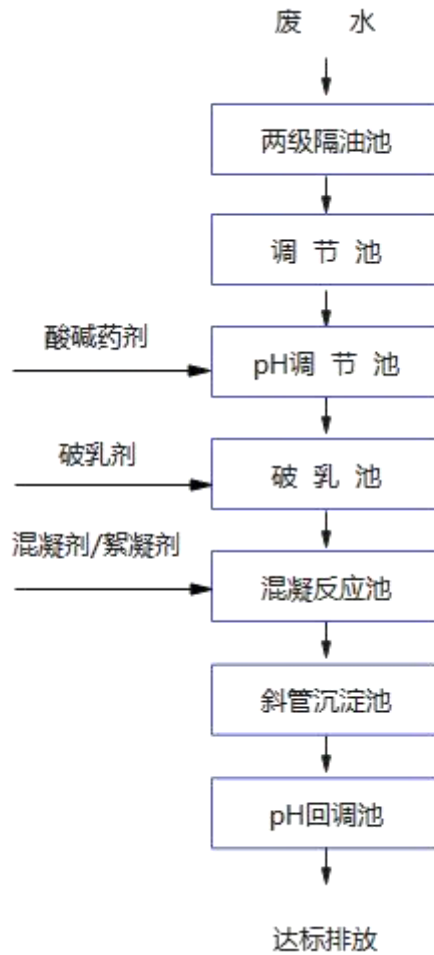 废 水
两级隔油池
调 节 池
酸碱药剂
pH调 节 池
破乳剂
破 乳 池
混凝剂/絮凝剂
混凝反应池
斜管沉淀池
pH回调池
达标排放